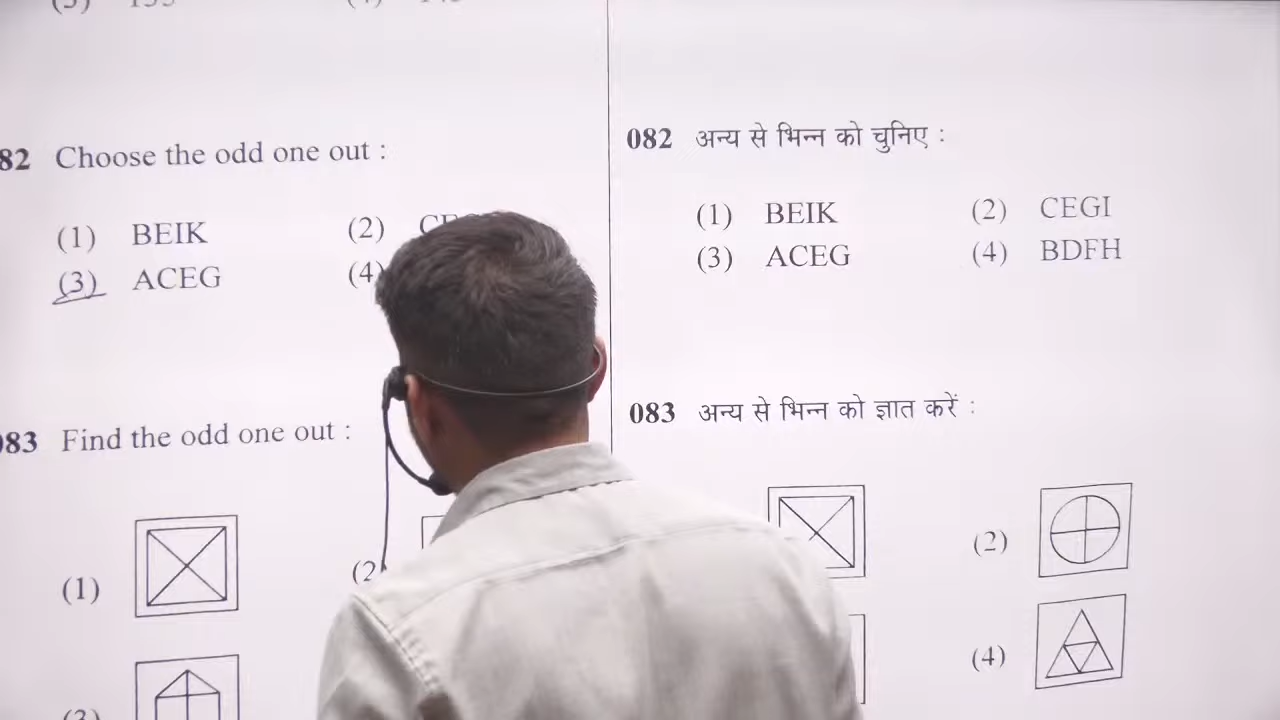 82 Choose the odd one out :
(1) BEIK (2)
(3) ACEG (4)
083 Find the odd one out :
(1) (2
082 अन्य से भिन्न को चुनिए :
(1) BEIK (2) CEGI
(3) ACEG (4) BDFH
083 अन्य से भिन्न को ज्ञात करें :
(2)
(4)